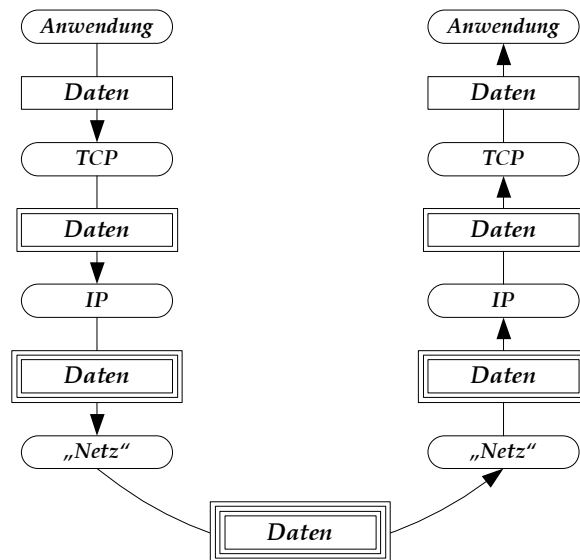 Anwendung
Daten
TCP
Daten
IP
Daten
„Netz“
Daten
Anwendung
Daten
TCP
Daten
IP
Daten
„Netz“